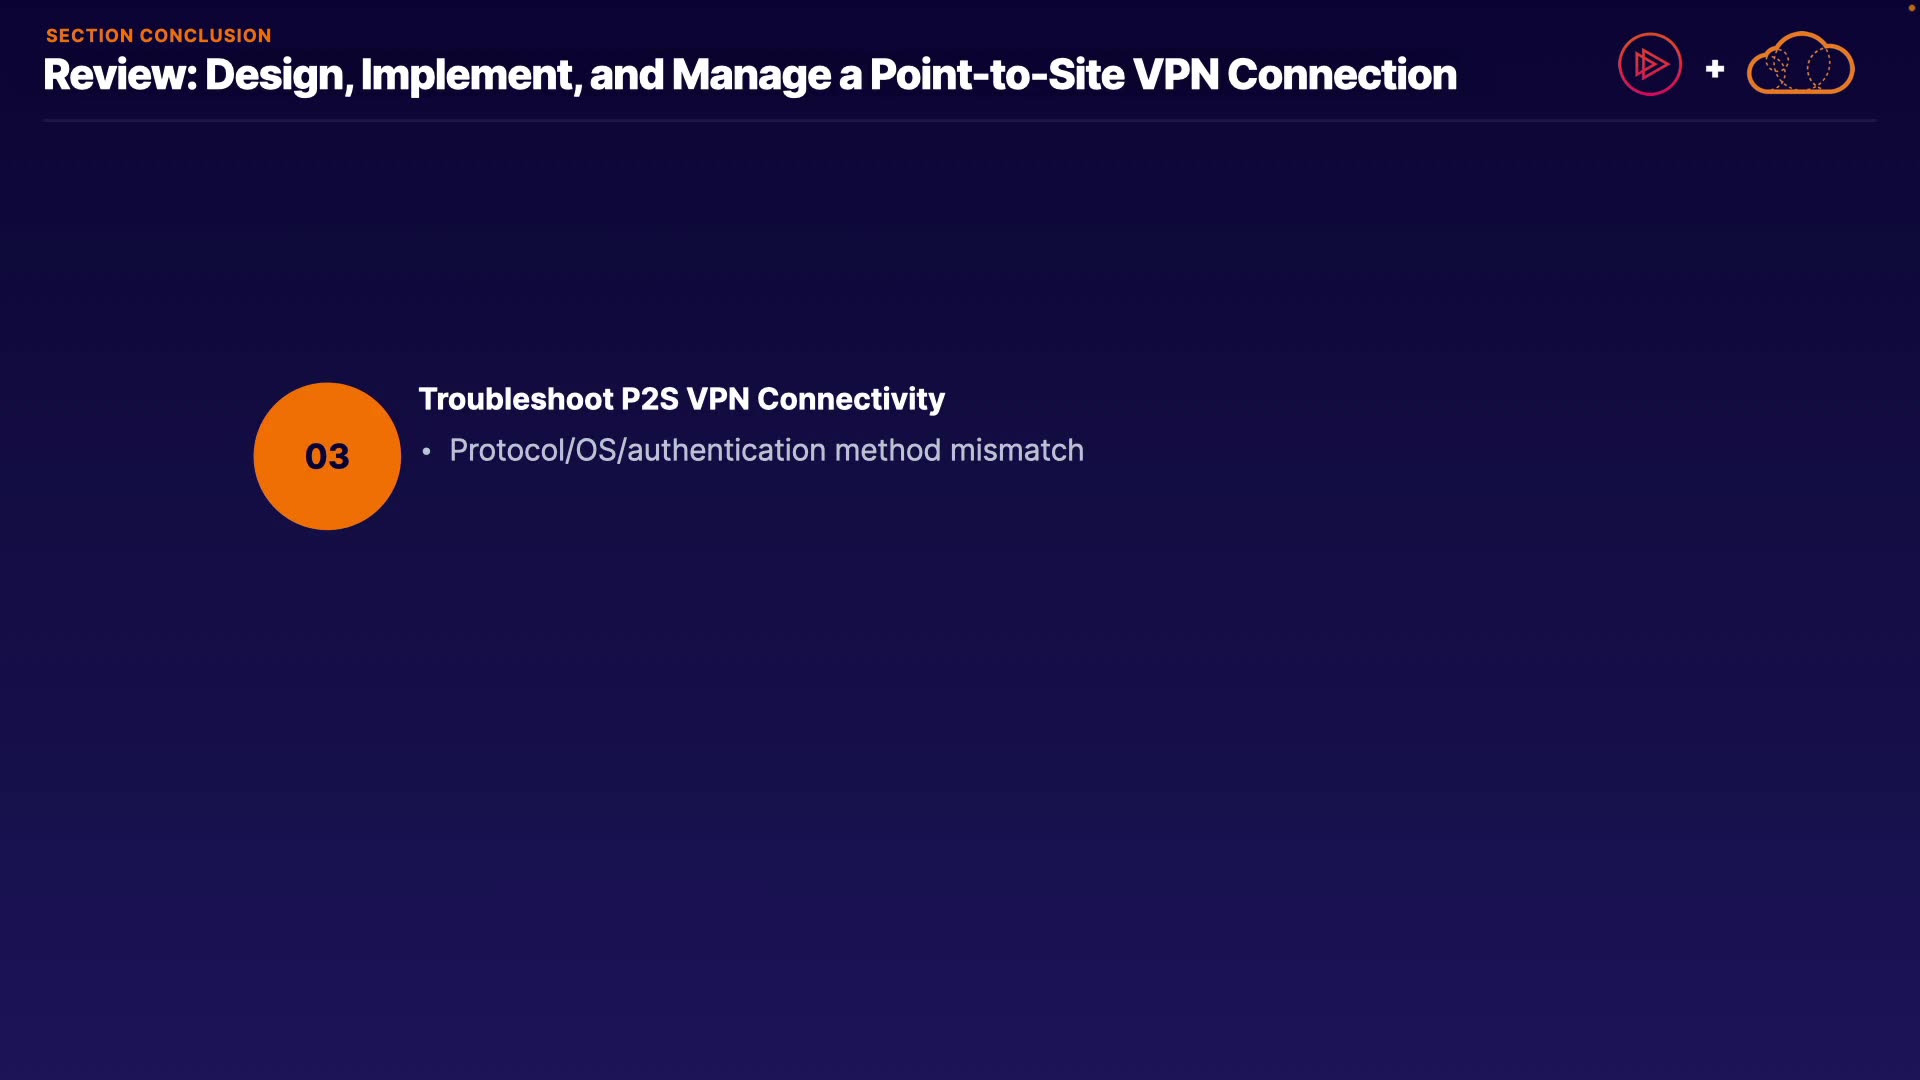 SECTION CONCLUSION
Review: Design, Implement, and Manage a Point-to-Site VPN Connection
+
03
Troubleshoot P2S VPN Connectivity
• Protocol/OS/authentication method mismatch